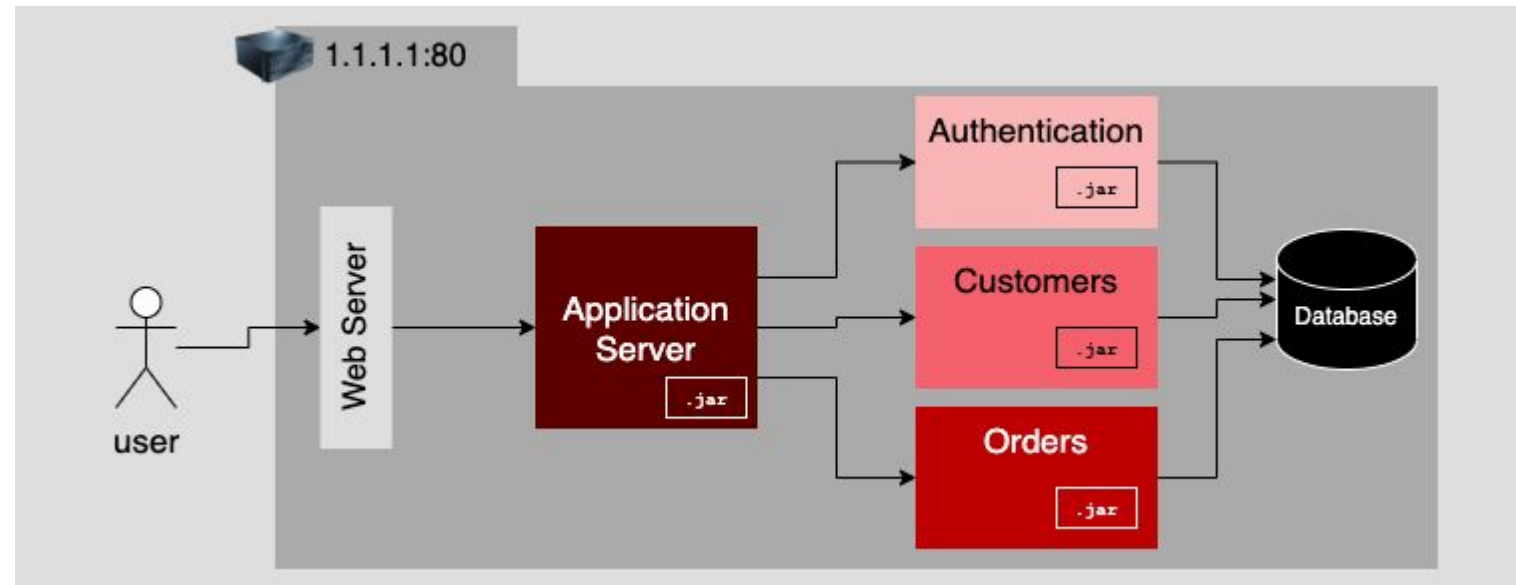 1.1.1.1:80
user
Web Server
Application
Server
.jar
Authentication
.jar
Customers
.jar
Orders
.jar
Database